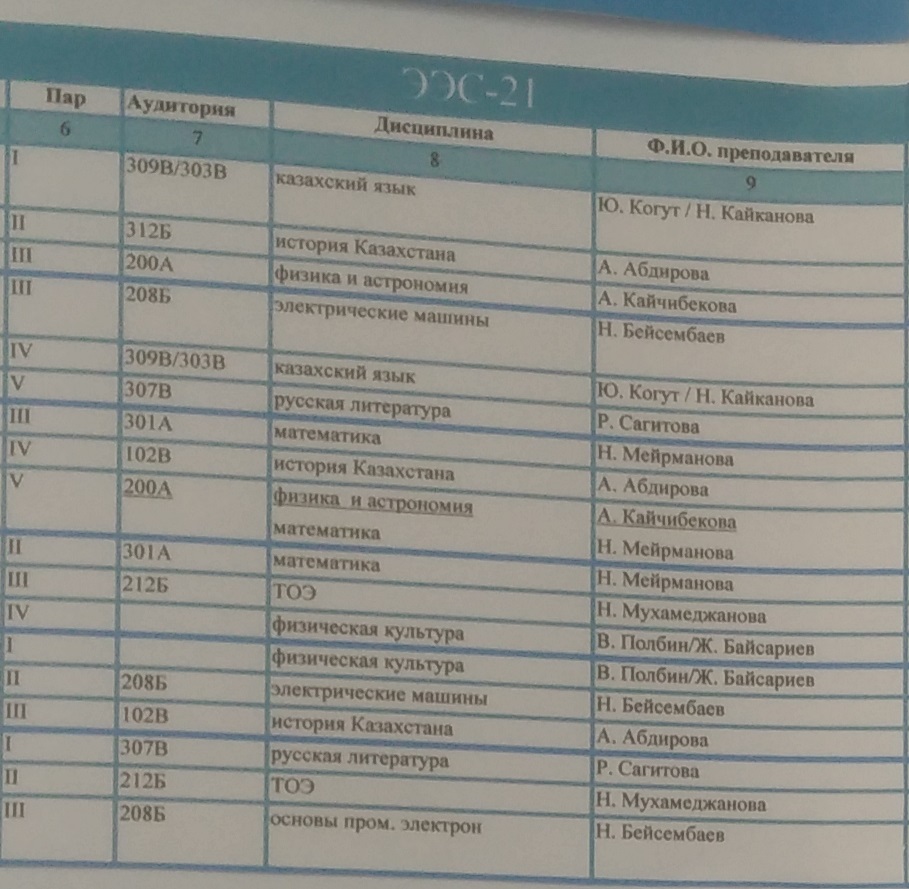 ЭЭС-21
Пар Аудитория Дисциплина Ф.И.О. преподавателя
6 7 8 9
I 309В/303В казахский язык Ю. Когут / Н. Кайканова
II 312Б история Казахстана А. Абдирова
III 200А физика и астрономия А. Кайчибекова
III 208Б электрические машины Н. Бейсембаев
IV 309В/303В казахский язык Ю. Когут / Н. Кайканова
V 307В русская литература Р. Сагитова
III 301А математика Н. Мейрманова
IV 102В история Казахстана А. Абдирова
V 200А физика и астрономия А. Кайчибекова
математика Н. Мейрманова
II 301А математика Н. Мейрманова
III 212Б ТОЭ Н. Мухамеджанова
IV физическая культура В. Полбин/Ж. Байсариев
I физическая культура В. Полбин/Ж. Байсариев
II 208Б электрические машины Н. Бейсембаев
III 102В история Казахстана А. Абдирова
I 307В русская литература Р. Сагитова
II 212Б ТОЭ Н. Мухамеджанова
III 208Б основы пром. электрон Н. Бейсембаев